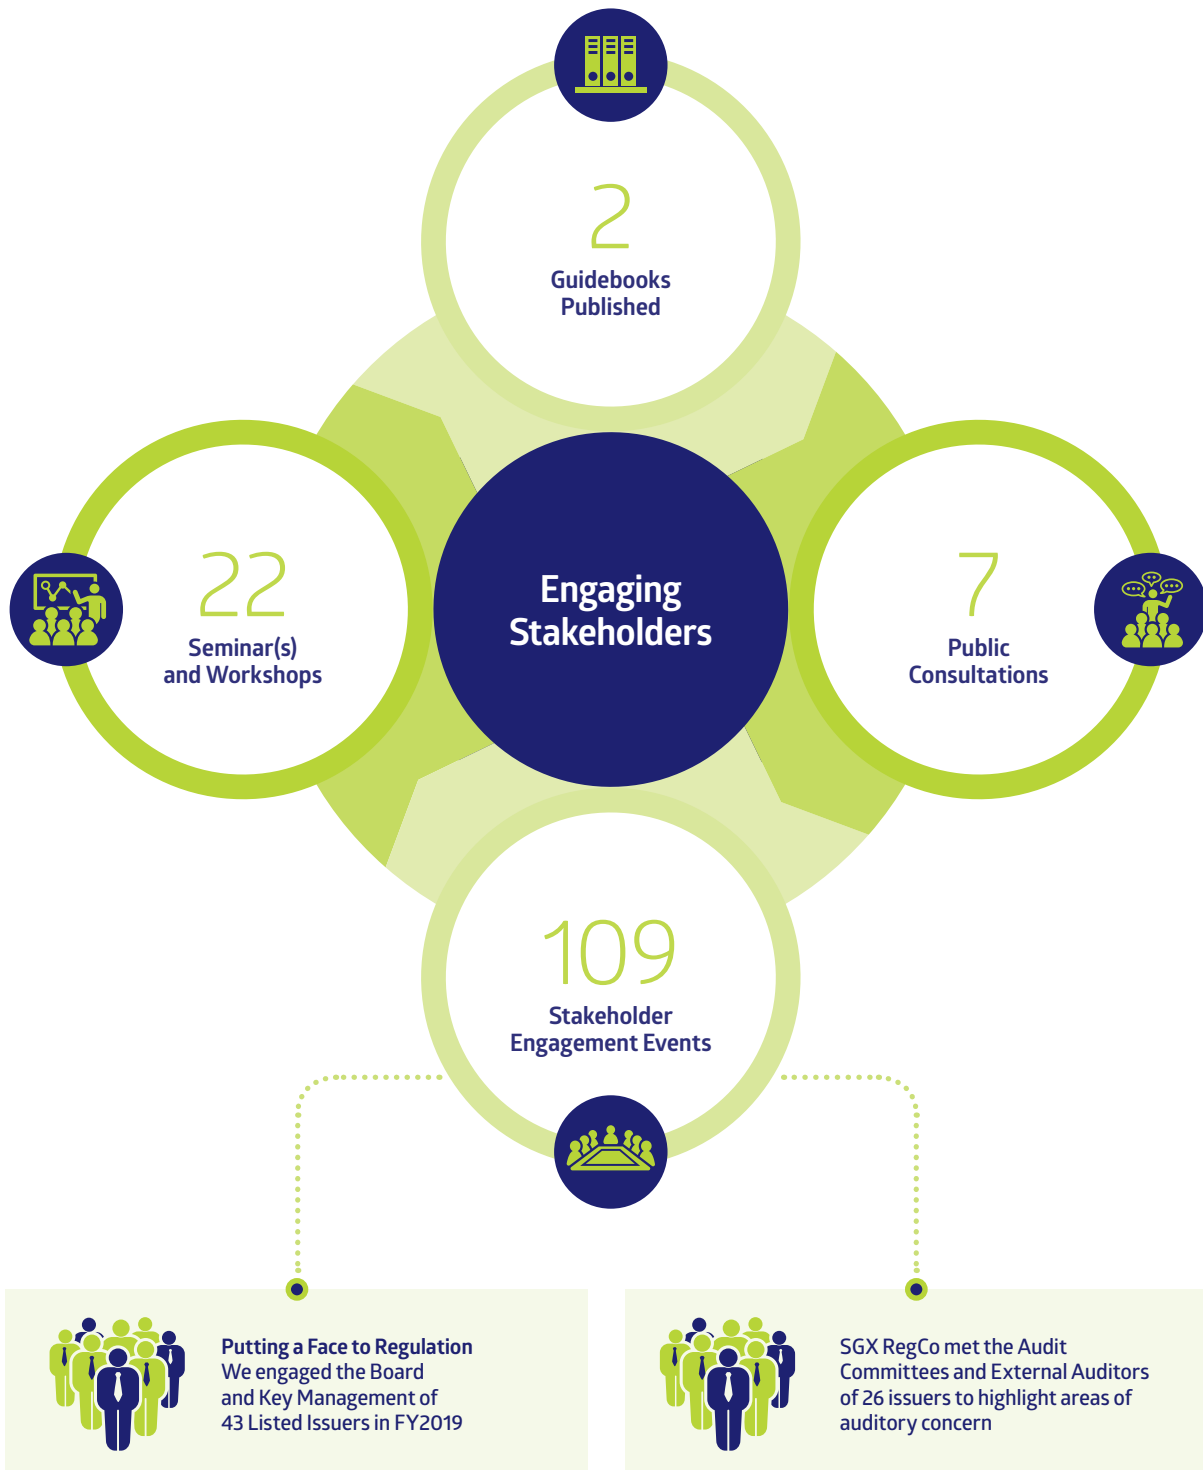 2
Guidebooks
Published
22
Seminar(s)
and Workshops
Engaging
Stakeholders
7
Public
Consultations
109
Stakeholder
Engagement Events
Putting a Face to Regulation
We engaged the Board
and Key Management of
43 Listed Issuers in FY2019
SGX RegCo met the Audit
Committees and External Auditors
of 26 issuers to highlight areas of
auditory concern